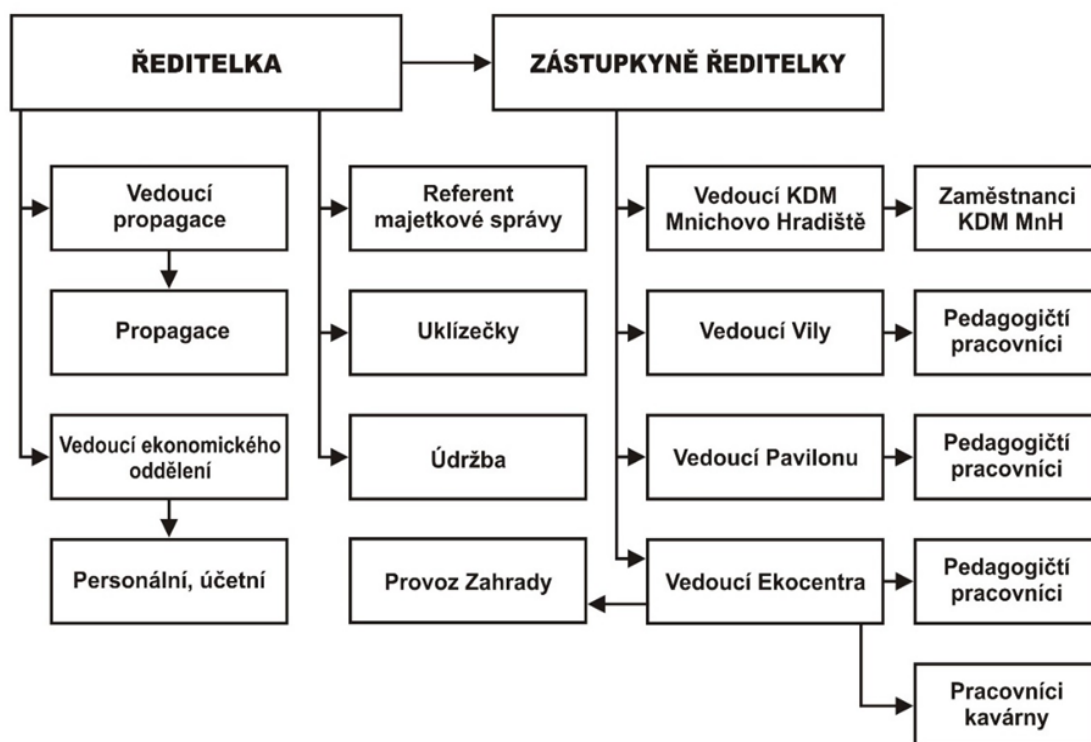 ŘEDITELKA
ZÁSTUPKYNĚ ŘEDITELKY
Vedoucí
propagace
Referent
majetkové správy
Vedoucí KDM
Mnichovo Hradiště
Zaměstnanci
KDM MnH
Propagace
Uklízečky
Vedoucí Vily
Pedagogičtí
pracovníci
Vedoucí ekonomického
oddělení
Údržba
Vedoucí Pavilonu
Pedagogičtí
pracovníci
Personální, účetní
Provoz Zahrady
Vedoucí Ekocentra
Pedagogičtí
pracovníci
Pracovníci
kavárny